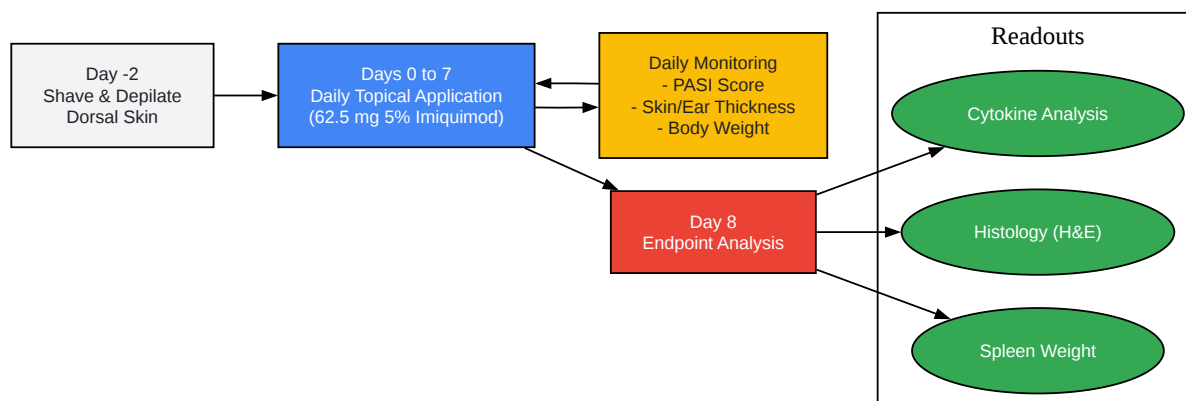 Day -2
Shave & Depilate
Dorsal Skin
Days 0 to 7
Daily Topical Application
(62.5 mg 5% Imiquimod)
Daily Monitoring
- PASI Score
- Skin/Ear Thickness
- Body Weight
Day 8
Endpoint Analysis
Readouts
Cytokine Analysis
Histology (H&E)
Spleen Weight